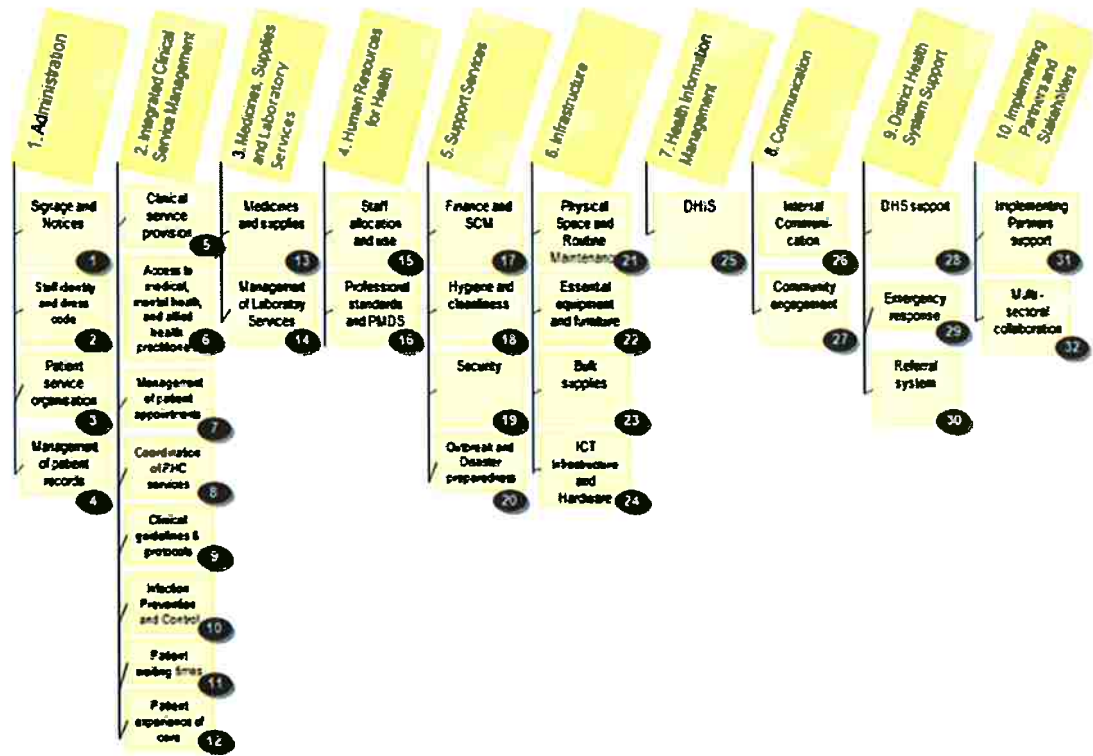 1. Administration
Signage and
Notices
1
Staff identity
and dress
code
2
Patient
service
organisation
3
Management
of patient
records
4
2. Integrated Clinical
Service Management
Clinical
service
provision
5
Access to
medical,
mental health,
and allied
health
practitioners
6
Management
of patient
appointments
7
Coordination
of PHC
services
8
Clinical
guidelines &
protocols
9
Infection
Prevention
and Control
10
Patient
waiting times
11
Patient
experience of
care
12
3. Medicines, Supplies
and Laboratory
Services
Medicines
and supplies
13
Management
of Laboratory
Services
14
4. Human Resources
for Health
Staff
allocation
and use
15
Professional
standards
and PMDS
16
5. Support Services
Finance and
SCM
17
Hygiene and
cleanliness
18
Security
19
Outbreak and
Disaster
preparedness
20
6. Infrastructure
Physical
Space and
Routine
Maintenance
21
Essential
equipment
and furniture
22
Bulk
supplies
23
ICT
Infrastructure
and
Hardware
24
7. Health Information
Management
DHIS
25
8. Communication
Internal
Communi-
cation
26
Community
engagement
27
9. District Health
System Support
DHS support
28
Emergency
response
29
Referral
system
30
10. Implementing
Partners and
Stakeholders
Implementing
Partners
support
31
Multi-
sectoral
collaboration
32